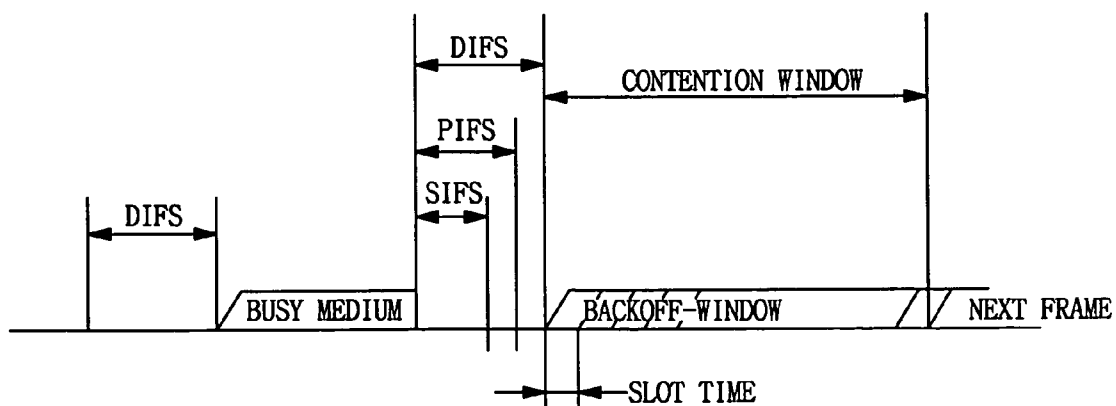 DIFS
CONTENTION WINDOW
PIFS
SIFS
DIFS
BUSY MEDIUM
BACKOFF-WINDOW
NEXT FRAME
SLOT TIME